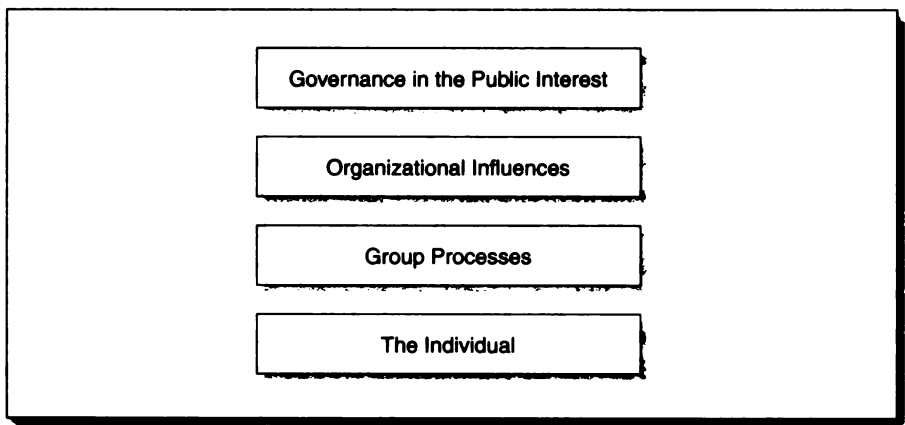 Governance in the Public Interest
Organizational Influences
Group Processes
The Individual